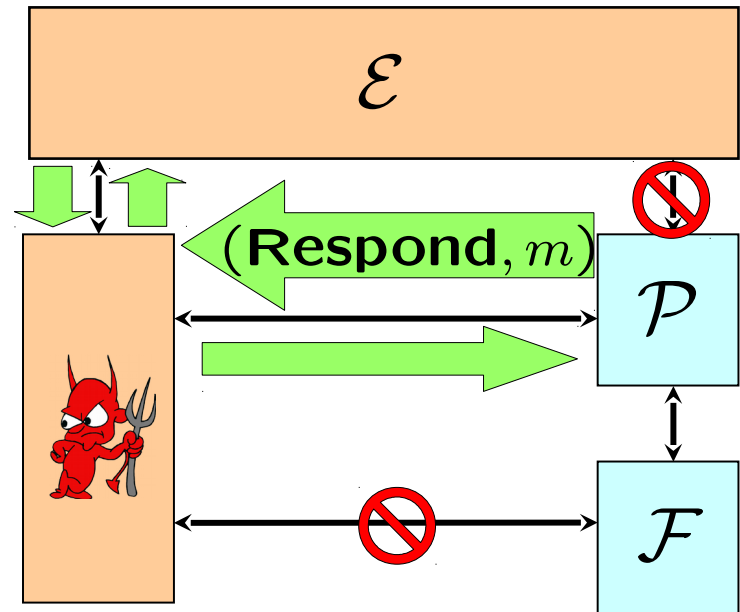 ℰ
(Respond, m)
𝒫
ℱ